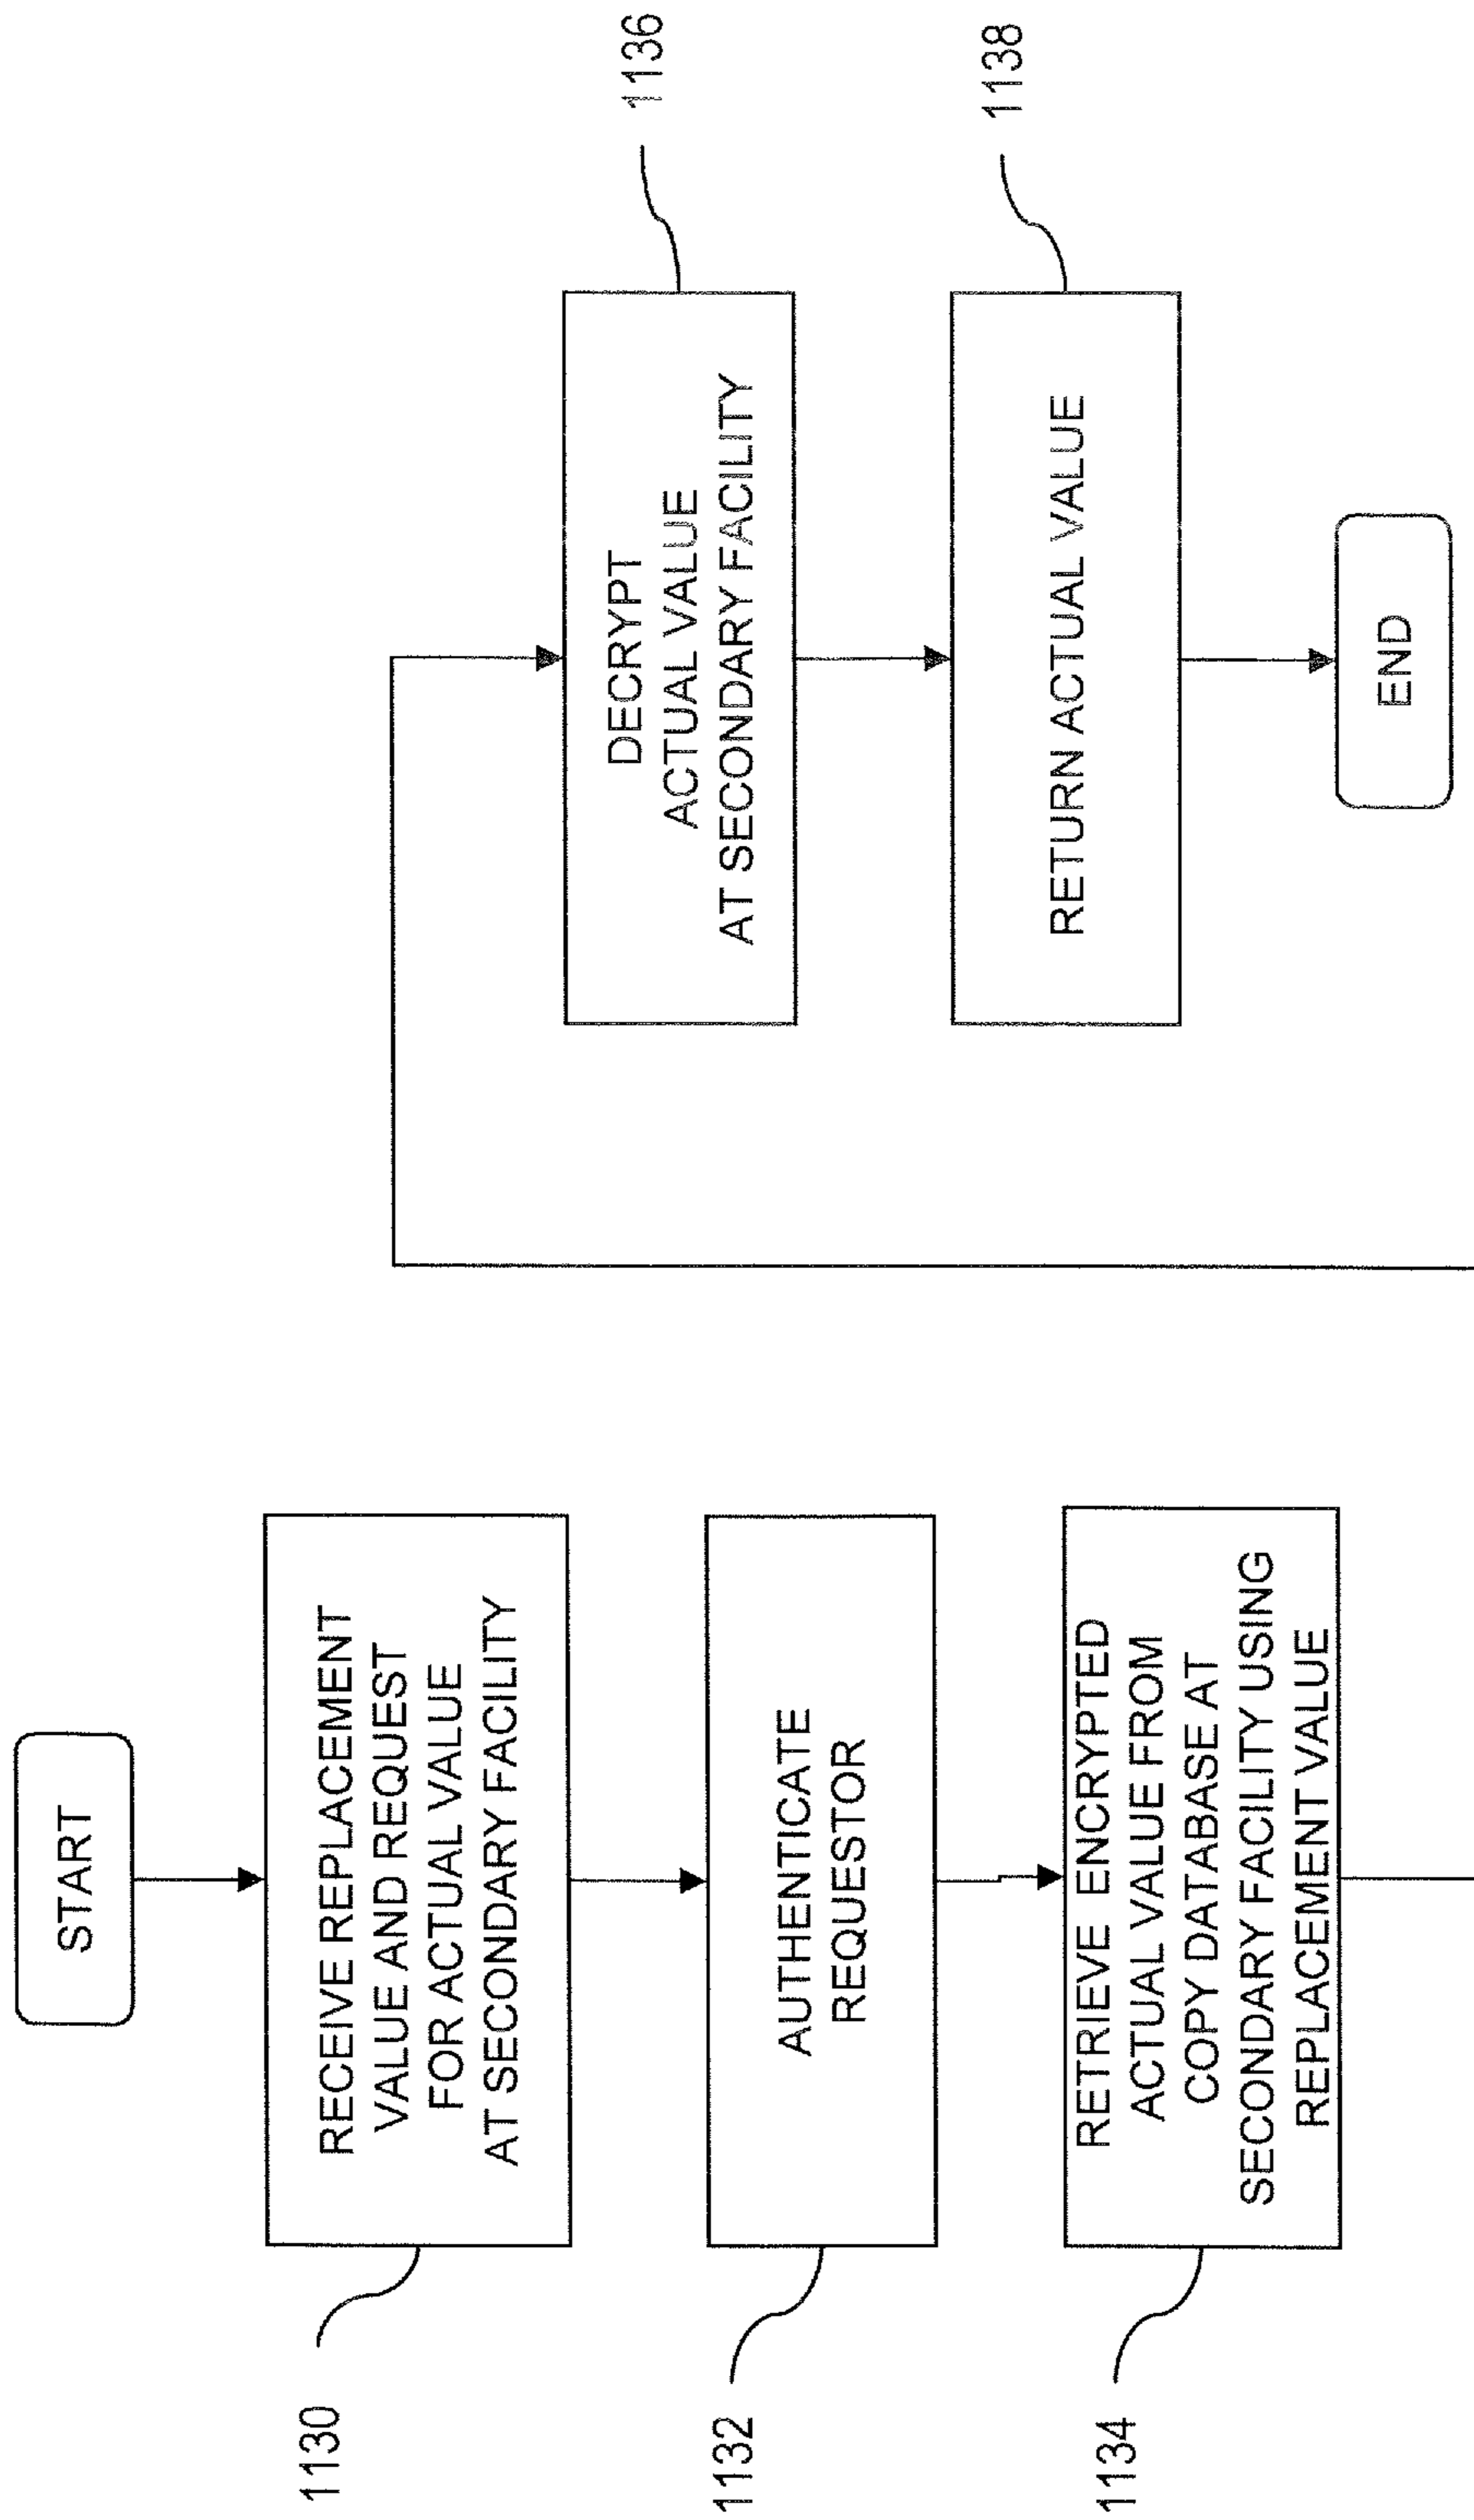 START
RECEIVE REPLACEMENT
VALUE AND REQUEST
FOR ACTUAL VALUE
AT SECONDARY FACILITY
1130
AUTHENTICATE
REQUESTOR
1132
RETRIEVE ENCRYPTED
ACTUAL VALUE FROM
COPY DATABASE AT
SECONDARY FACILITY USING
REPLACEMENT VALUE
1134
DECRYPT
ACTUAL VALUE
AT SECONDARY FACILITY
1136
RETURN ACTUAL VALUE
1138
END